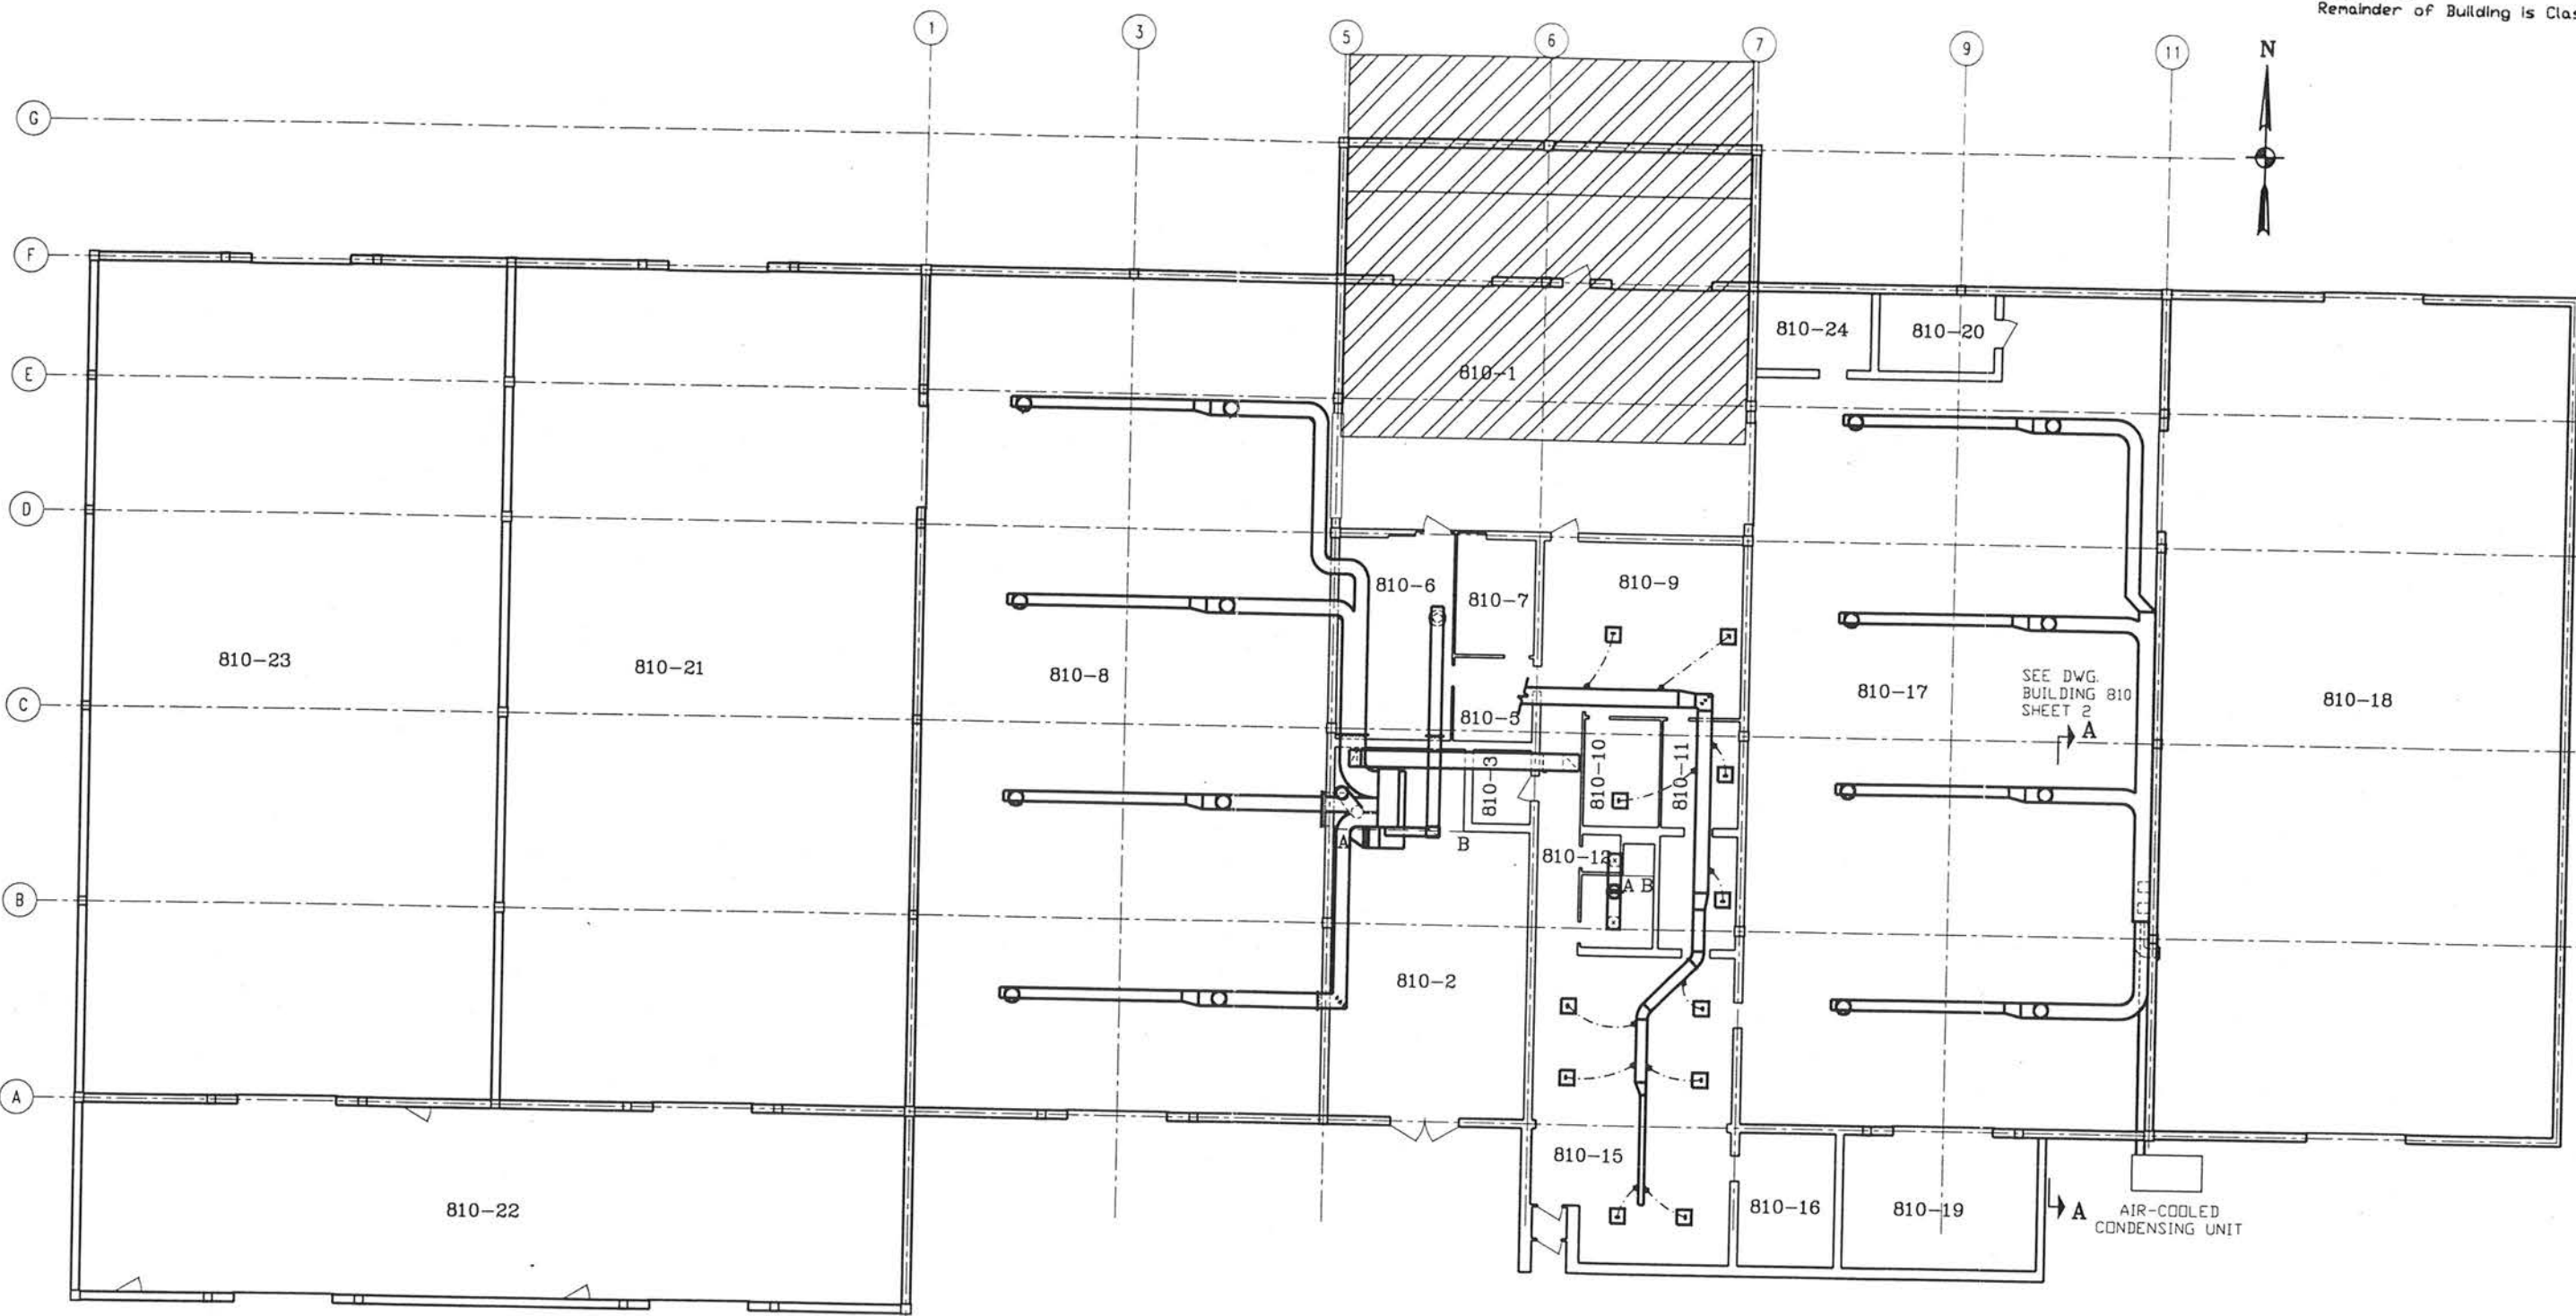 Remainder of Building is Clas
1
3
5
6
7
9
11
N
G
F
E
D
C
B
A
810-24
810-20
810-1
810-6
810-7
810-9
810-23
810-21
810-8
810-5
810-17
SEE DWG.
BUILDING 810
SHEET 2
A
810-18
810-3
810-10
810-11
A
B
810-12
A B
810-2
810-15
810-22
810-16
810-19
A
AIR-COOLED
CONDENSING UNIT